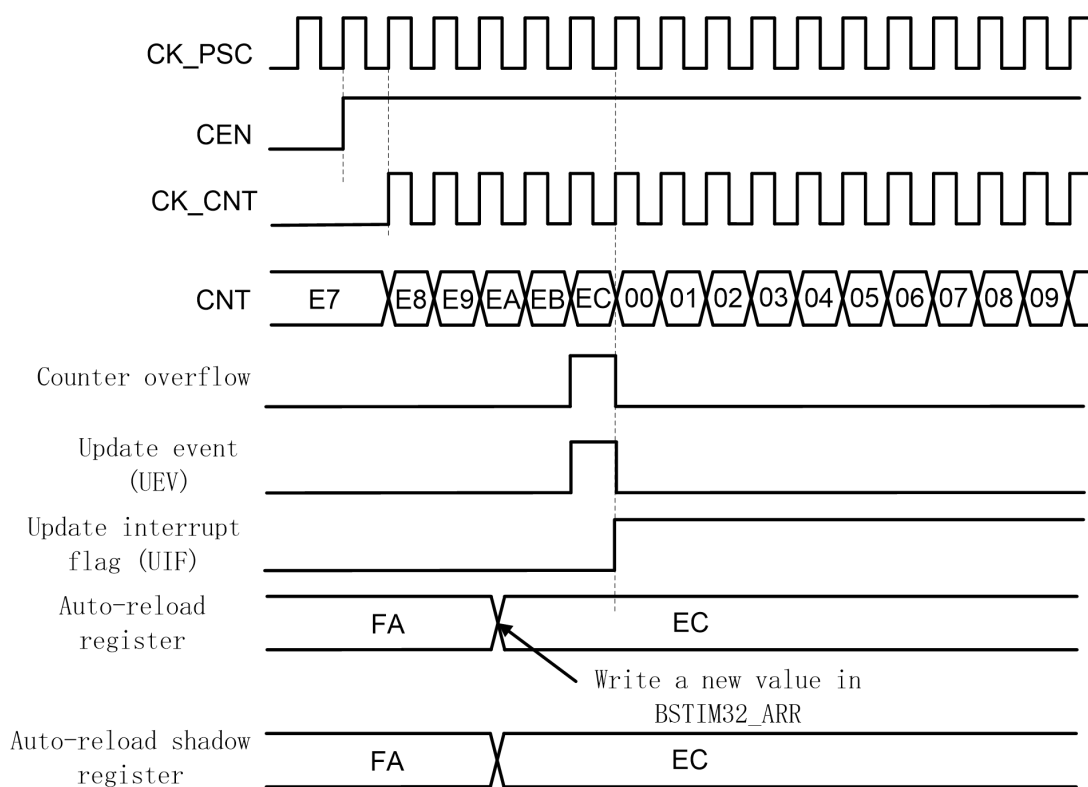 CK_PSC
CEN
CK_CNT
CNT
E7 E8 E9 EA EB EC 00 01 02 03 04 05 06 07 08 09
Counter overflow
Update event
(UEV)
Update interrupt
flag (UIF)
Auto-reload
register
FA EC
Write a new value in
BSTIM32_ARR
Auto-reload shadow
register
FA EC